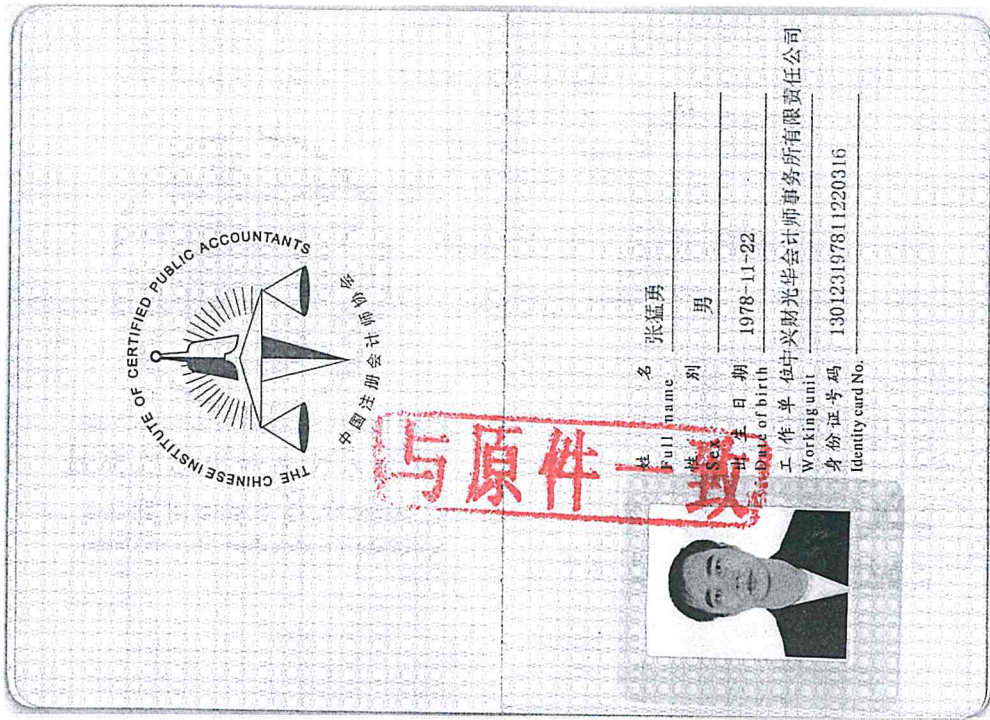 THE CHINESE INSTITUTE OF CERTIFIED PUBLIC ACCOUNTANTS
中国注册会计师协会
与原件一致
姓 名 张猛勇
Full name
性 别 男
Sex
出生日期 1978-11-22
Date of birth
工作单位 中兴财光华会计师事务所有限责任公司
Working unit
身份证号码 130123197811220316
Identity card No.